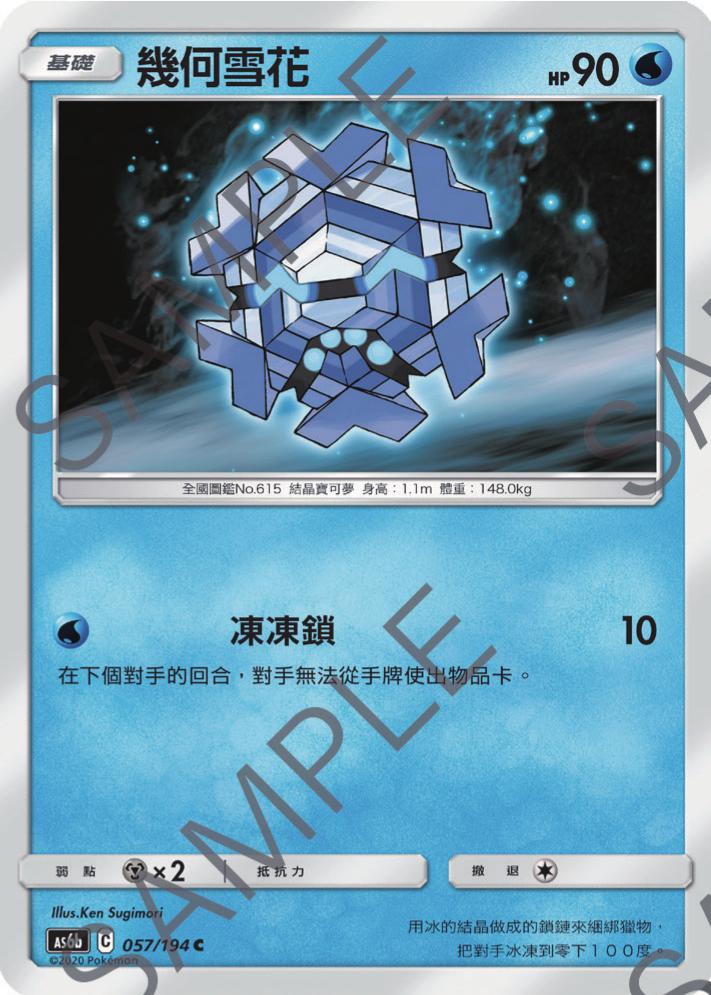 基礎 幾何雪花 HP 90
全國圖鑑No.615 結晶寶可夢 身高：1.1m 體重：148.0kg
凍凍鎖 10
在下個對手的回合，對手無法從手牌使出物品卡。
弱點 ×2 抵抗力 撤退
Illus.Ken Sugimori
用冰的結晶做成的鎖鏈來綑綁獵物，
AS6b C 057/194 C
把對手冰凍到零下１００度。
©2020 Pokémon
SAMPLE
SAMPLE
SA